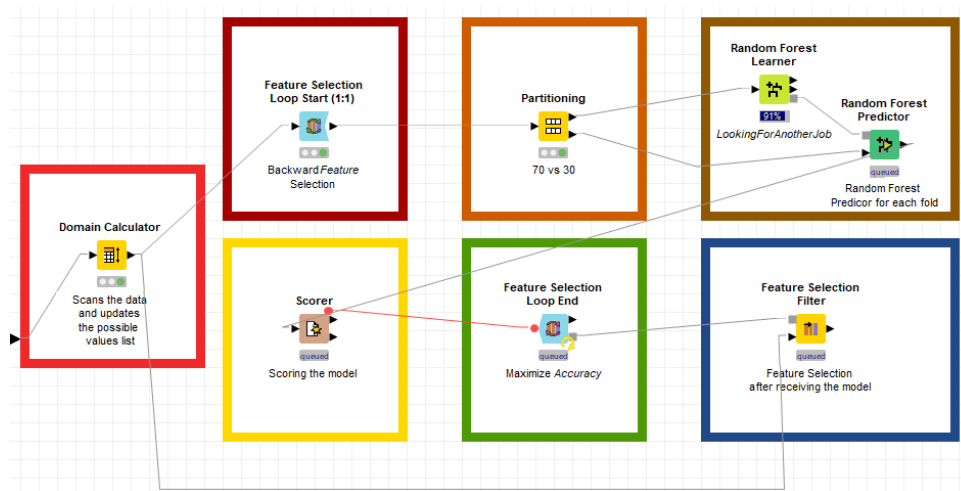 Feature Selection
Loop Start (1:1)
Backward Feature
Selection
Partitioning
70 vs 30
Random Forest
Learner
91%
LookingForAnotherJob
Random Forest
Predictor
queued
Random Forest
Predicor for each fold
Domain Calculator
Scans the data
and updates
the possible
values list
Scorer
queued
Scoring the model
Feature Selection
Loop End
queued
Maximize Accuracy
Feature Selection
Filter
queued
Feature Selection
after receiving the model